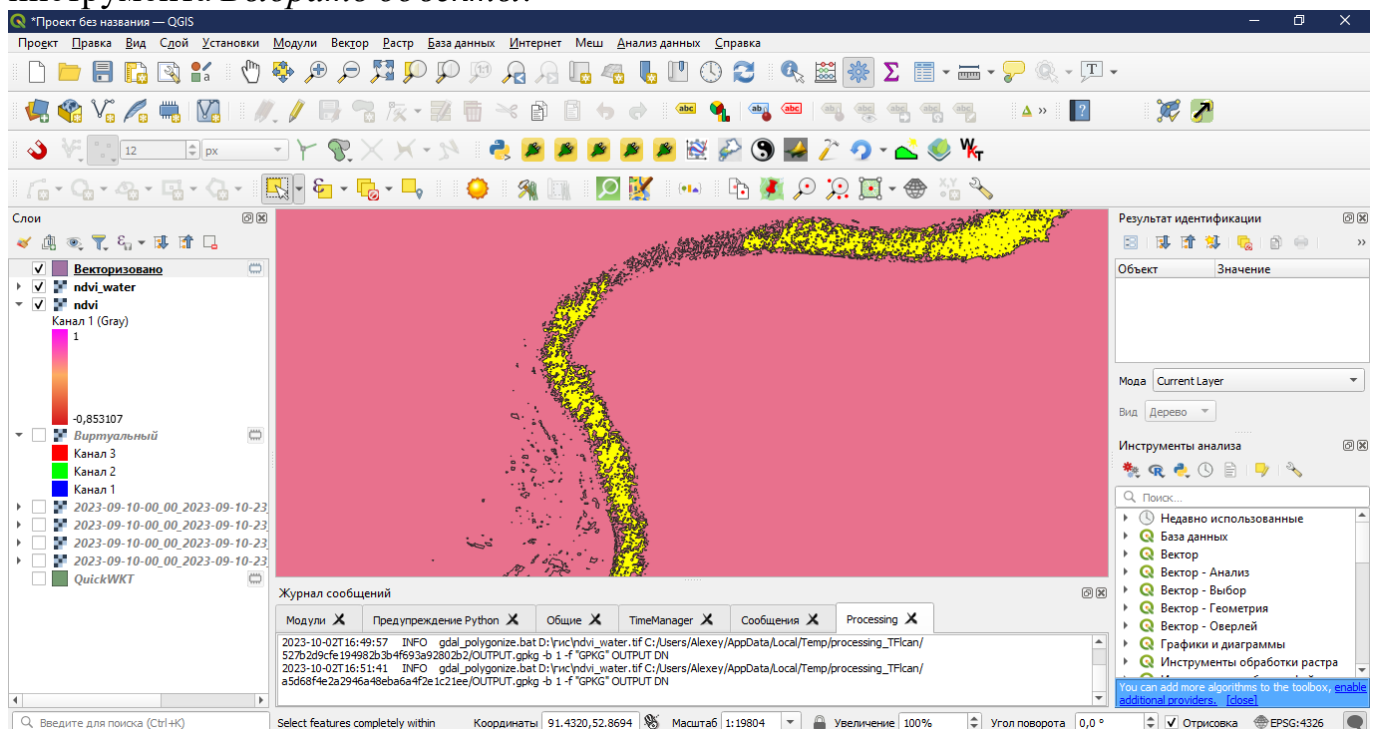 инструмента Выбрать объекты
*Проект без названия — QGIS
Проект Правка Вид Слой Установки Модули Вектор Растр База данных Интернет Меш Анализ данных Справка
12 px
Слои
Векторизовано
ndvi_water
ndvi
Канал 1 (Gray)
1
-0,853107
Виртуальный
Канал 3
Канал 2
Канал 1
2023-09-10-00_00_2023-09-10-23
2023-09-10-00_00_2023-09-10-23
2023-09-10-00_00_2023-09-10-23
2023-09-10-00_00_2023-09-10-23
QuickWKT
Журнал сообщений
Модули Предупреждение Python Общие TimeManager Сообщения Processing
2023-10-02T16:49:57 INFO gdal_polygonize.bat D:\гис\ndvi_water.tif C:/Users/Alexey/AppData/Local/Temp/processing_TFlcan/
527b2d9cfe194982b3b4f693a92802b2/OUTPUT.gpkg -b 1 -f "GPKG" OUTPUT DN
2023-10-02T16:51:41 INFO gdal_polygonize.bat D:\гис\ndvi_water.tif C:/Users/Alexey/AppData/Local/Temp/processing_TFlcan/
a5d68f4e2a2946a48eba6a4f2e1c21ee/OUTPUT.gpkg -b 1 -f "GPKG" OUTPUT DN
Результат идентификации
Объект Значение
Мода Current Layer
Вид Дерево
Инструменты анализа
Поиск...
Недавно использованные
База данных
Вектор
Вектор - Анализ
Вектор - Выбор
Вектор - Геометрия
Вектор - Оверлей
Графики и диаграммы
Инструменты обработки растра
You can add more algorithms to the toolbox, enable
additional providers. [close]
Введите для поиска (Ctrl+K) Select features completely within Координаты 91.4320,52.8694 Масштаб 1:19804 Увеличение 100% Угол поворота 0,0 ° Отрисовка EPSG:4326